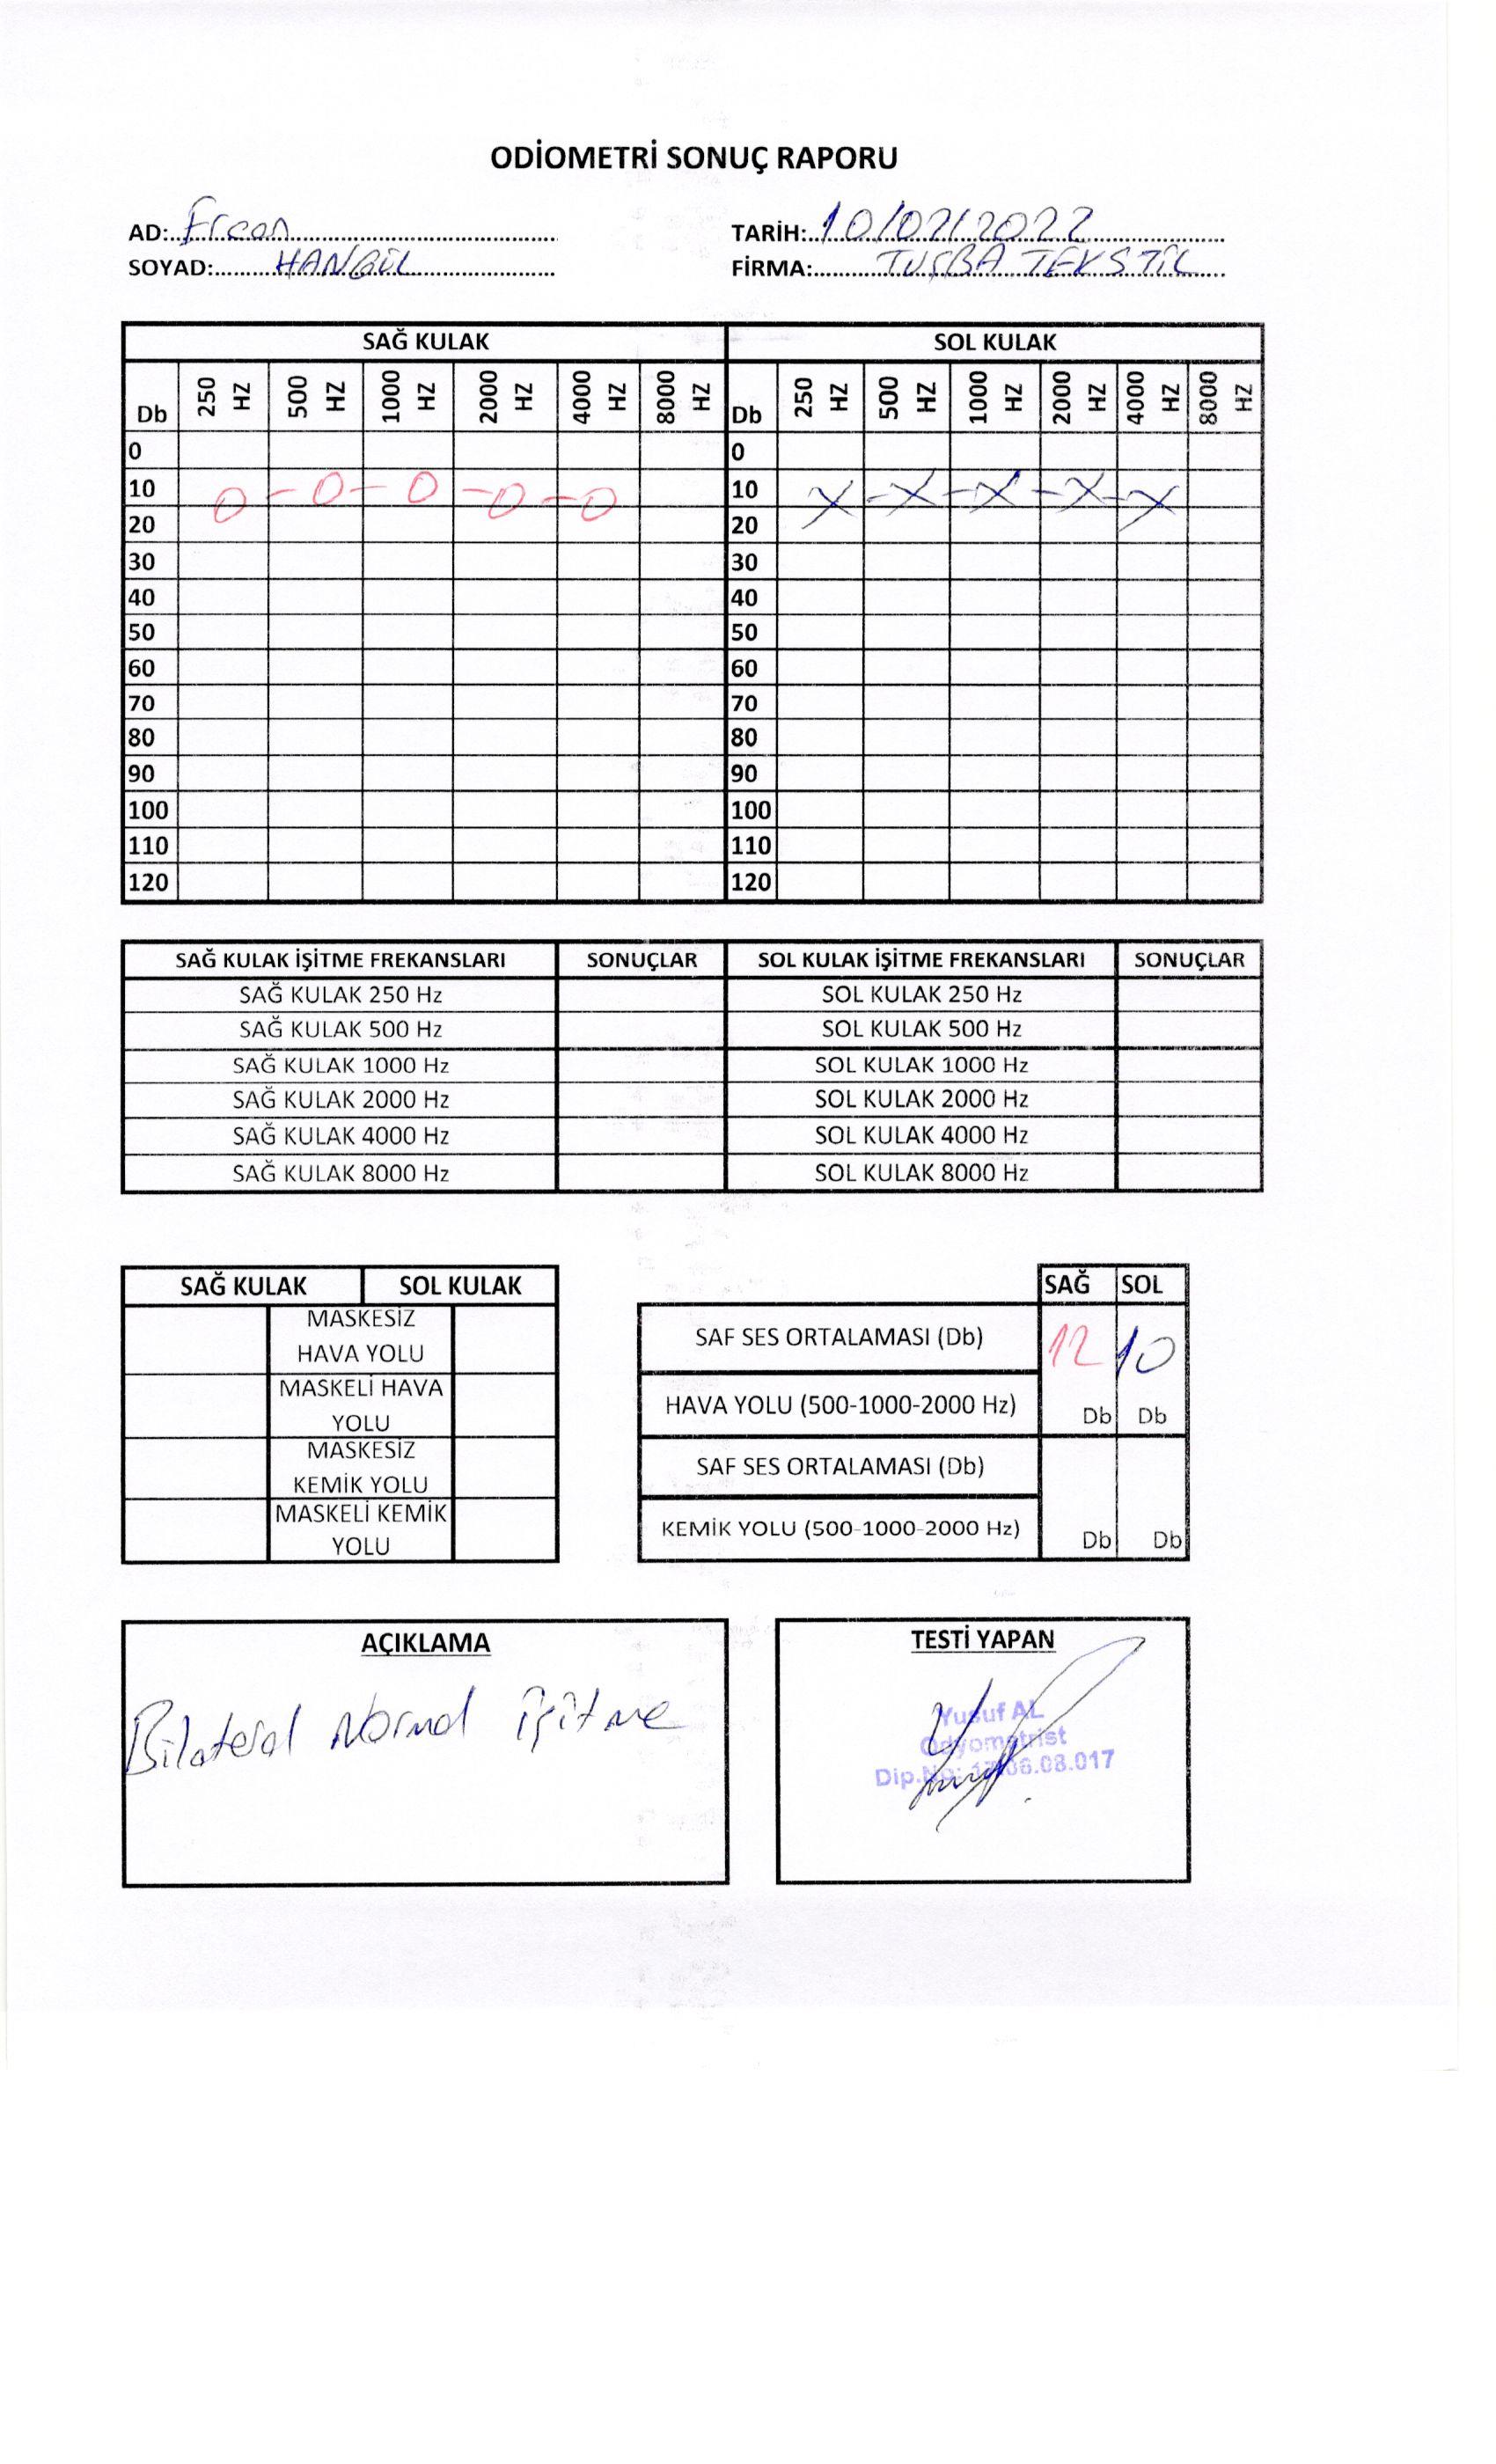 ODİOMETRİ SONUÇ RAPORU
AD: Ercan TARİH: 10/02/2022
SOYAD: HANGÜL FİRMA: TUŞBA TEKSTİL
SAĞ KULAK SOL KULAK
Db 250 HZ 500 HZ 1000 HZ 2000 HZ 4000 HZ 8000 HZ Db 250 HZ 500 HZ 1000 HZ 2000 HZ 4000 HZ 8000 HZ
0 0
10 O - O - O - O - O 10 X - X - X - X - X
20 20
30 30
40 40
50 50
60 60
70 70
80 80
90 90
100 100
110 110
120 120
SAĞ KULAK İŞİTME FREKANSLARI SONUÇLAR SOL KULAK İŞİTME FREKANSLARI SONUÇLAR
SAĞ KULAK 250 Hz SOL KULAK 250 Hz
SAĞ KULAK 500 Hz SOL KULAK 500 Hz
SAĞ KULAK 1000 Hz SOL KULAK 1000 Hz
SAĞ KULAK 2000 Hz SOL KULAK 2000 Hz
SAĞ KULAK 4000 Hz SOL KULAK 4000 Hz
SAĞ KULAK 8000 Hz SOL KULAK 8000 Hz
SAĞ KULAK SOL KULAK
MASKESİZ
HAVA YOLU
MASKELİ HAVA
YOLU
MASKESİZ
KEMİK YOLU
MASKELİ KEMİK
YOLU
SAĞ SOL
SAF SES ORTALAMASI (Db) 12 10
HAVA YOLU (500-1000-2000 Hz) Db Db
SAF SES ORTALAMASI (Db)
KEMİK YOLU (500-1000-2000 Hz) Db Db
AÇIKLAMA
Bilateral Normal işitme
TESTİ YAPAN
Yusuf AL
Odyometrist
Dip.No: